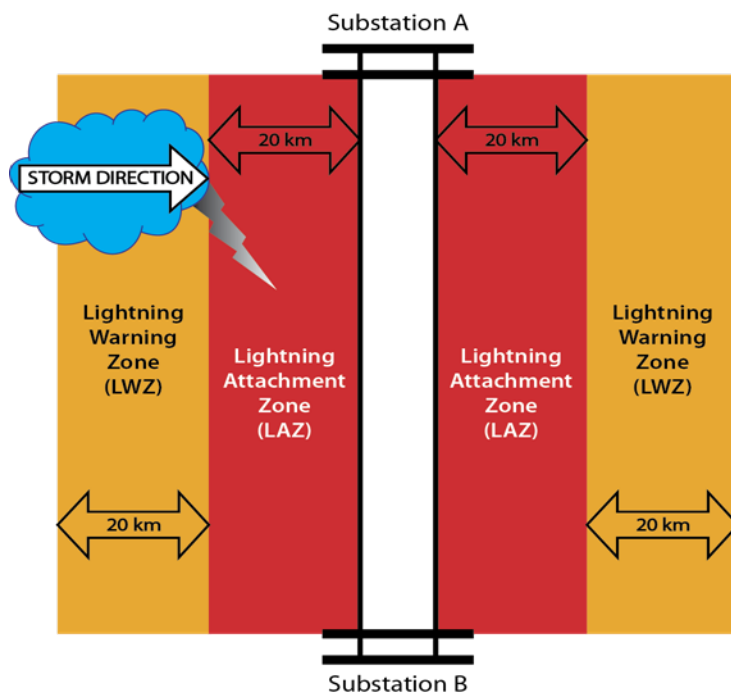 Substation A
20 km
20 km
STORM DIRECTION
Lightning
Warning
Zone
(LWZ)
Lightning
Attachment
Zone
(LAZ)
Lightning
Attachment
Zone
(LAZ)
Lightning
Warning
Zone
(LWZ)
20 km
20 km
Substation B